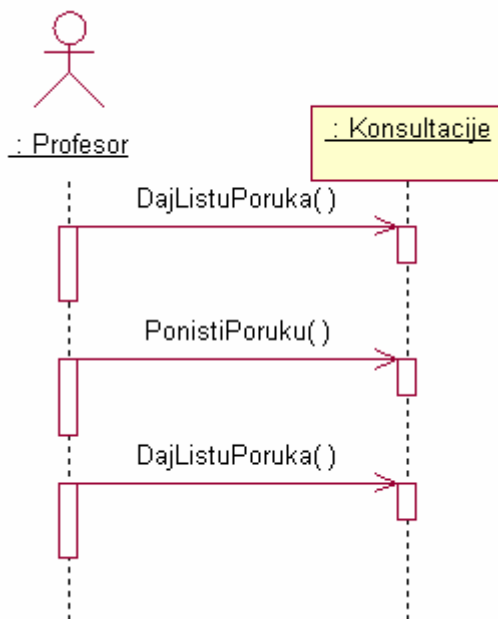 : Profesor
: Konsultacije
DajListuPoruka( )
PonistiPoruku( )
DajListuPoruka( )